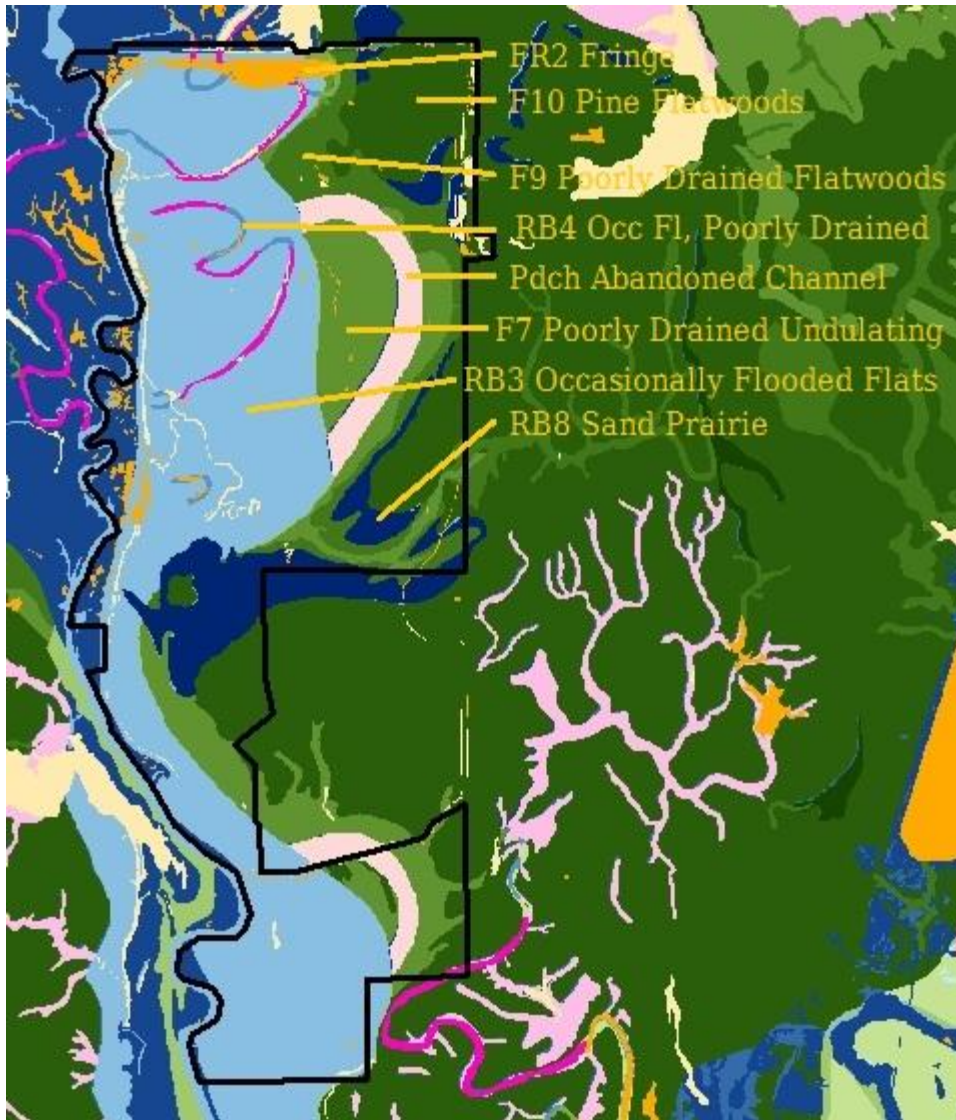 FR2 Fringe
F10 Pine Flatwoods
F9 Poorly Drained Flatwoods
RB4 Occ Fl, Poorly Drained
Pdch Abandoned Channel
F7 Poorly Drained Undulating
RB3 Occasionally Flooded Flats
RB8 Sand Prairie